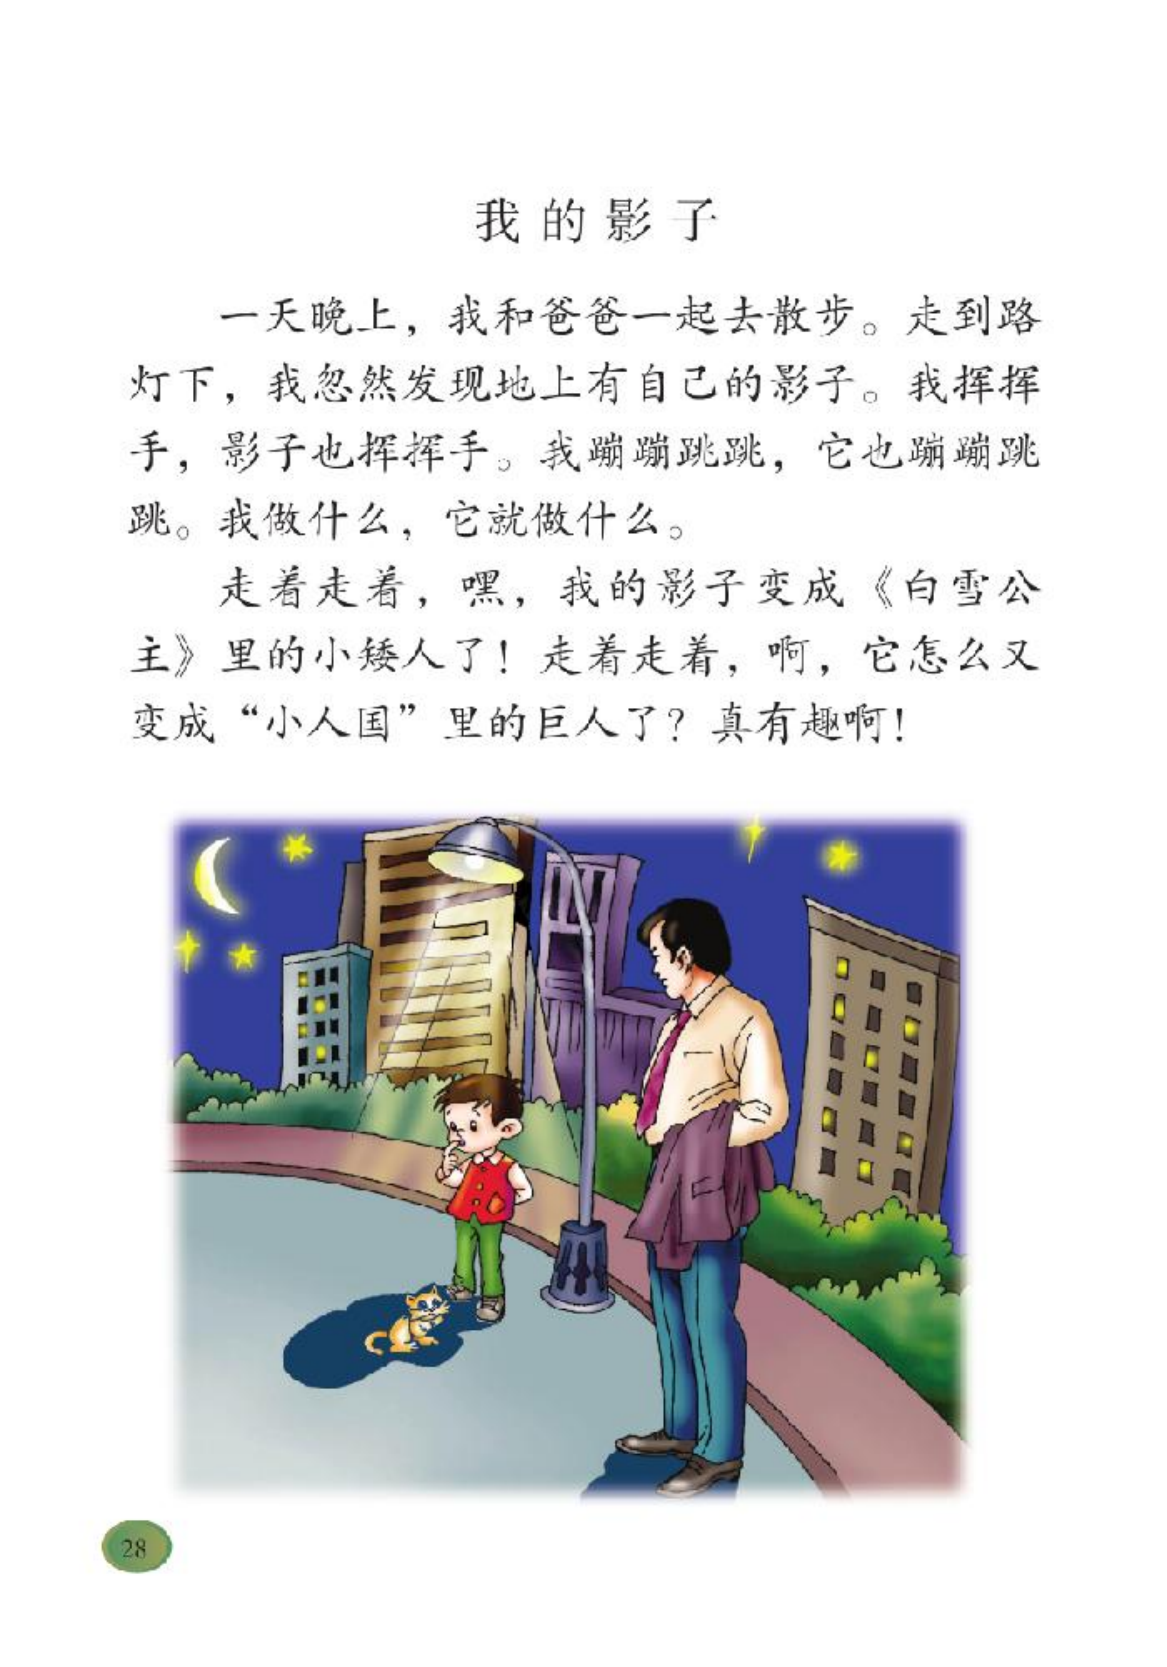 我的影子
一天晚上，我和爸爸一起去散步。走到路
灯下，我忽然发现地上有自己的影子。我挥挥
手，影子也挥挥手。我蹦蹦跳跳，它也蹦蹦跳
跳。我做什么，它就做什么。
走着走着，嘿，我的影子变成《白雪公
主》里的小矮人了！走着走着，啊，它怎么又
变成“小人国”里的巨人了？真有趣啊！
28